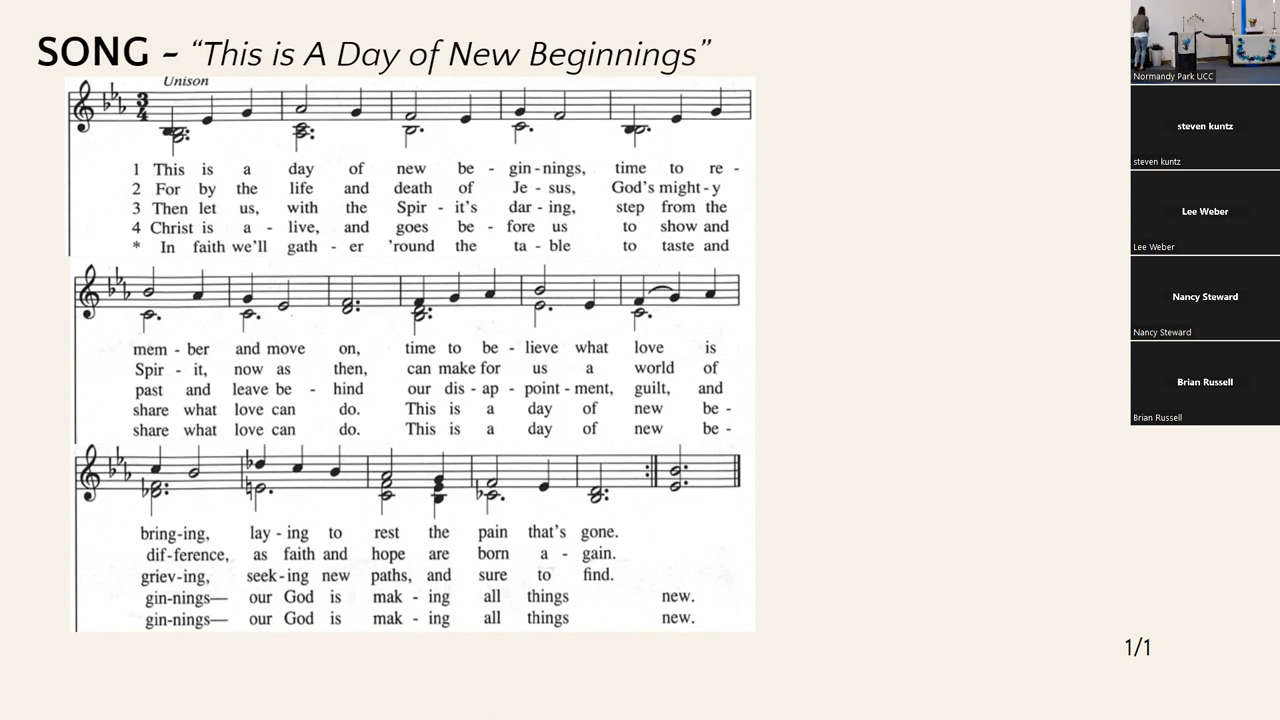 SONG ~ “This is A Day of New Beginnings”
Unison
3
4
1 This is a day of new be - gin - nings, time to re -
2 For by the life and death of Je - sus, God's might - y
3 Then let us, with the Spir - it's dar - ing, step from the
4 Christ is a - live, and goes be - fore us to show and
* In faith we'll gath - er 'round the ta - ble to taste and
mem - ber and move on, time to be - lieve what love is
Spir - it, now as then, can make for us a world of
past and leave be - hind our dis - ap - point - ment, guilt, and
share what love can do. This is a day of new be -
share what love can do. This is a day of new be -
bring-ing, lay - ing to rest the pain that's gone.
dif-ference, as faith and hope are born a - gain.
griev-ing, seek-ing new paths, and sure to find.
gin-nings— our God is mak - ing all things new.
gin-nings— our God is mak - ing all things new.
1/1
Normandy Park UCC
steven kuntz
steven kuntz
Lee Weber
Lee Weber
Nancy Steward
Nancy Steward
Brian Russell
Brian Russell